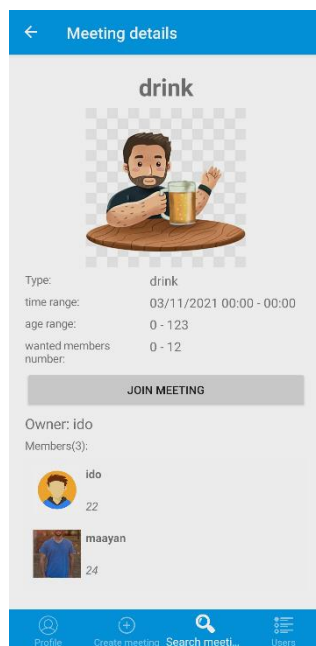 Meeting details
drink
Type: drink
time range: 03/11/2021 00:00 - 00:00
age range: 0 - 123
wanted members number: 0 - 12
JOIN MEETING
Owner: ido
Members(3):
ido
22
maayan
24
Profile Create meeting Search meeti... Users